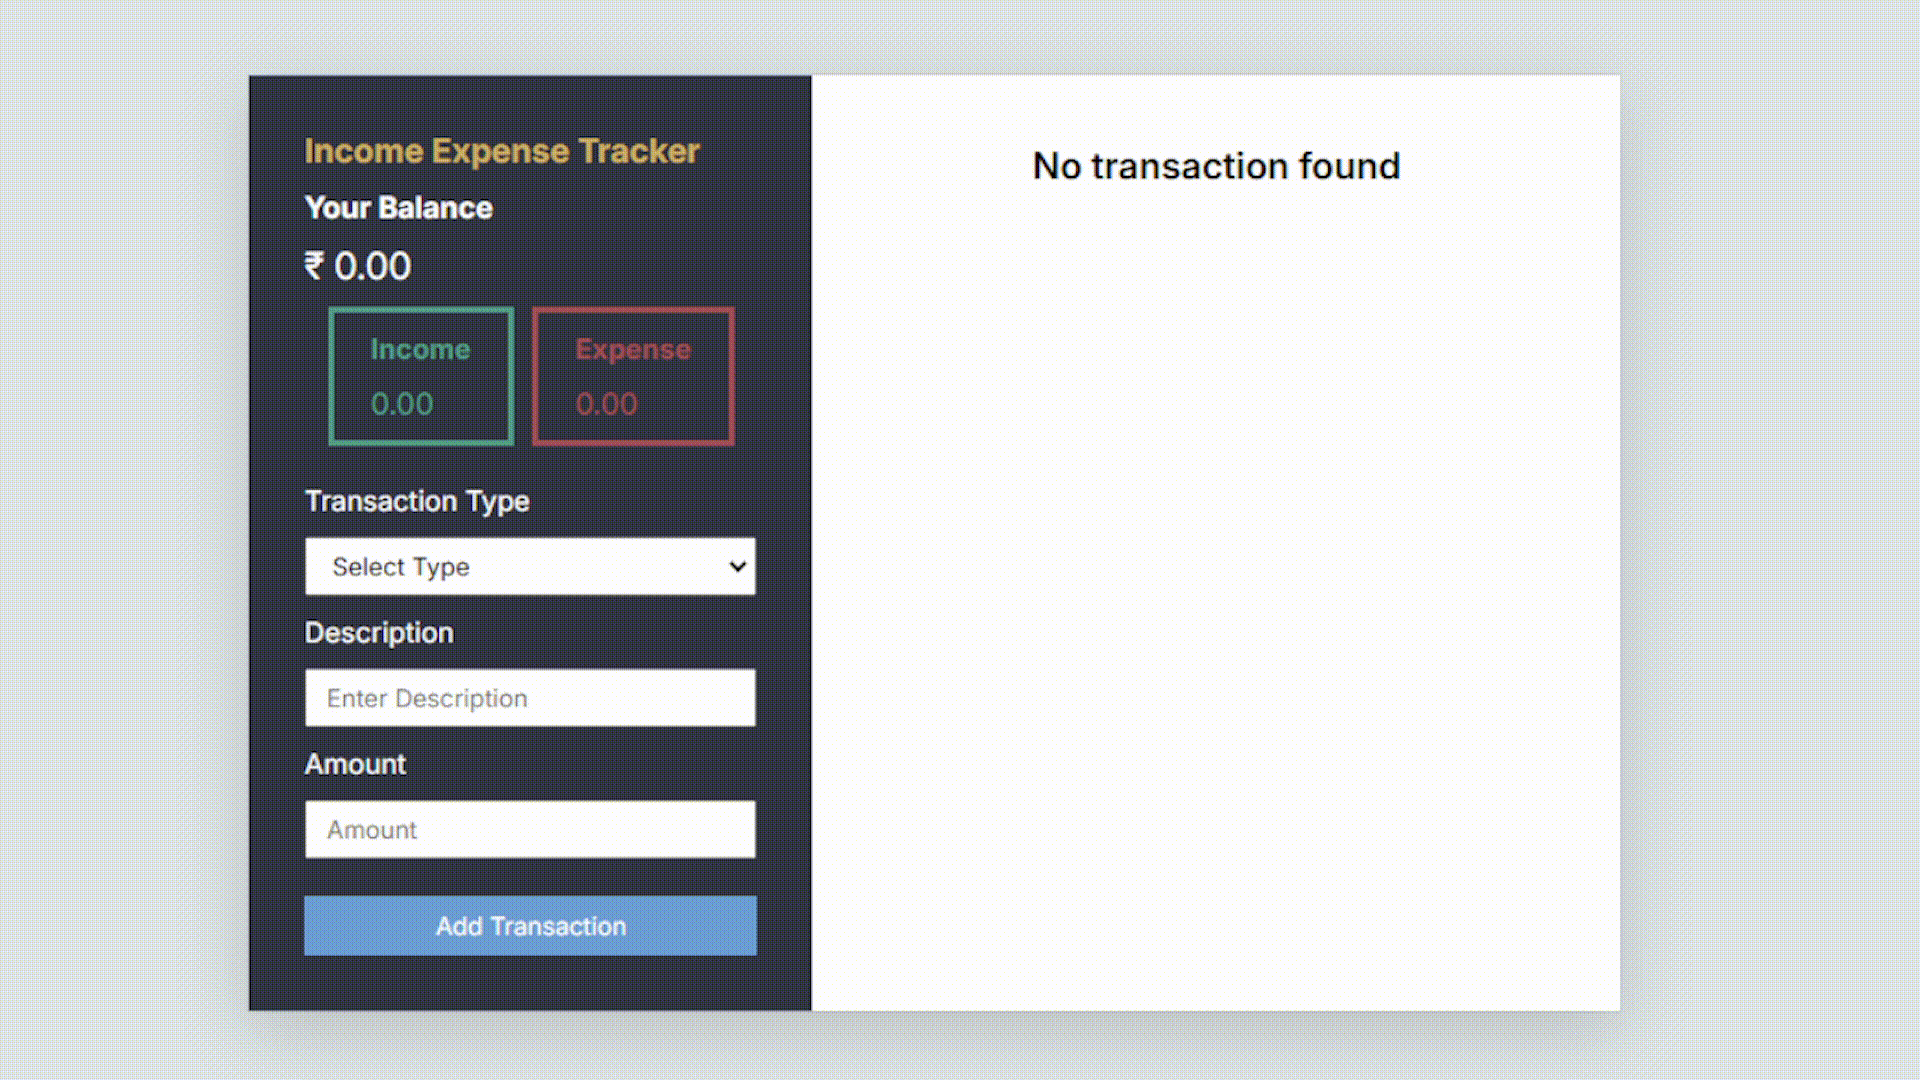 Income Expense Tracker
Your Balance
₹ 0.00
Income
0.00
Expense
0.00
Transaction Type
Select Type
Description
Enter Description
Amount
Amount
Add Transaction
No transaction found